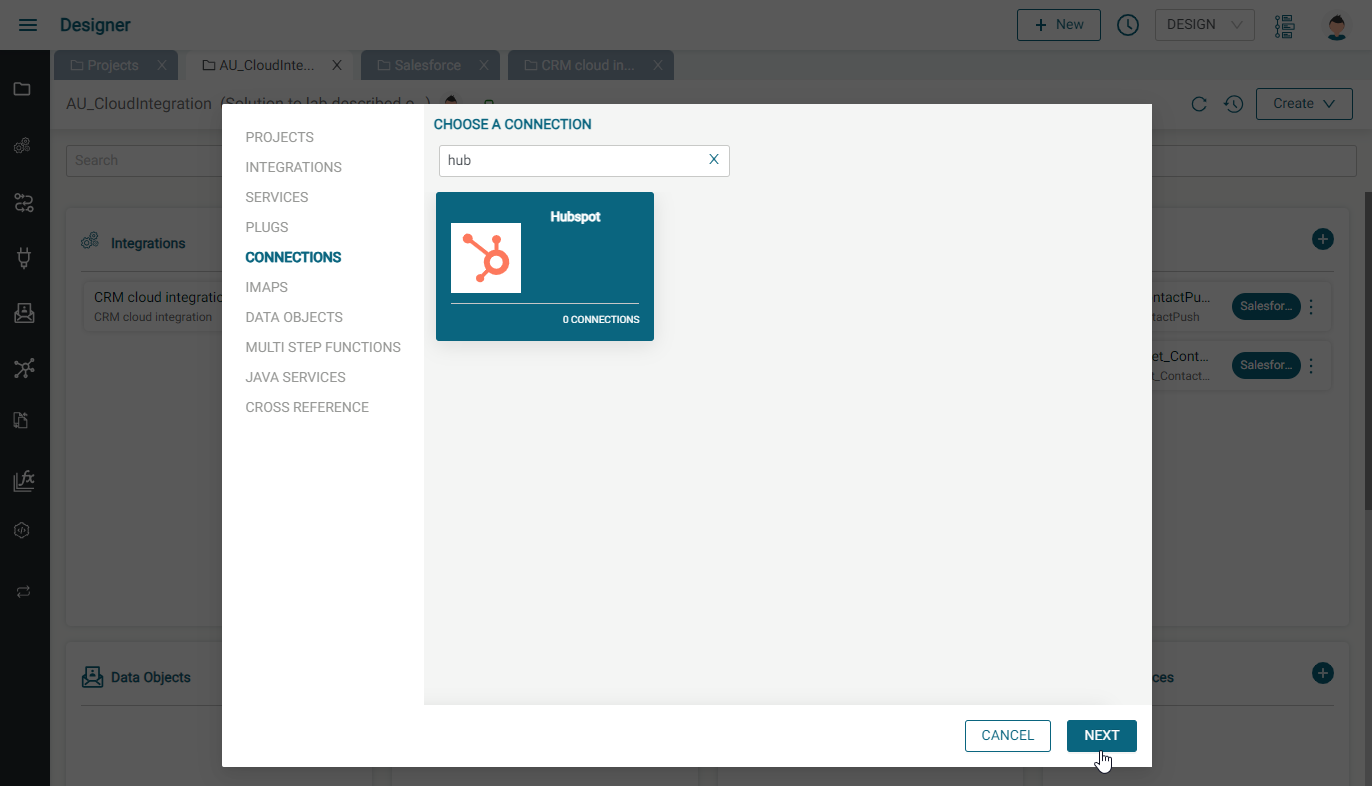 Designer
New
DESIGN
Projects X
AU_CloudInte... X
Salesforce X
CRM cloud in... X
AU_CloudIntegration (Solution to lab described e...)
Create
Search
Integrations
CRM cloud integratio
CRM cloud integration
Data Objects
PROJECTS
INTEGRATIONS
SERVICES
PLUGS
CONNECTIONS
IMAPS
DATA OBJECTS
MULTI STEP FUNCTIONS
JAVA SERVICES
CROSS REFERENCE
CHOOSE A CONNECTION
hub X
Hubspot
0 CONNECTIONS
CANCEL
NEXT
ntactPu...
Salesfor...
tactPush
et_Cont...
Salesfor...
t_Contact...
ces